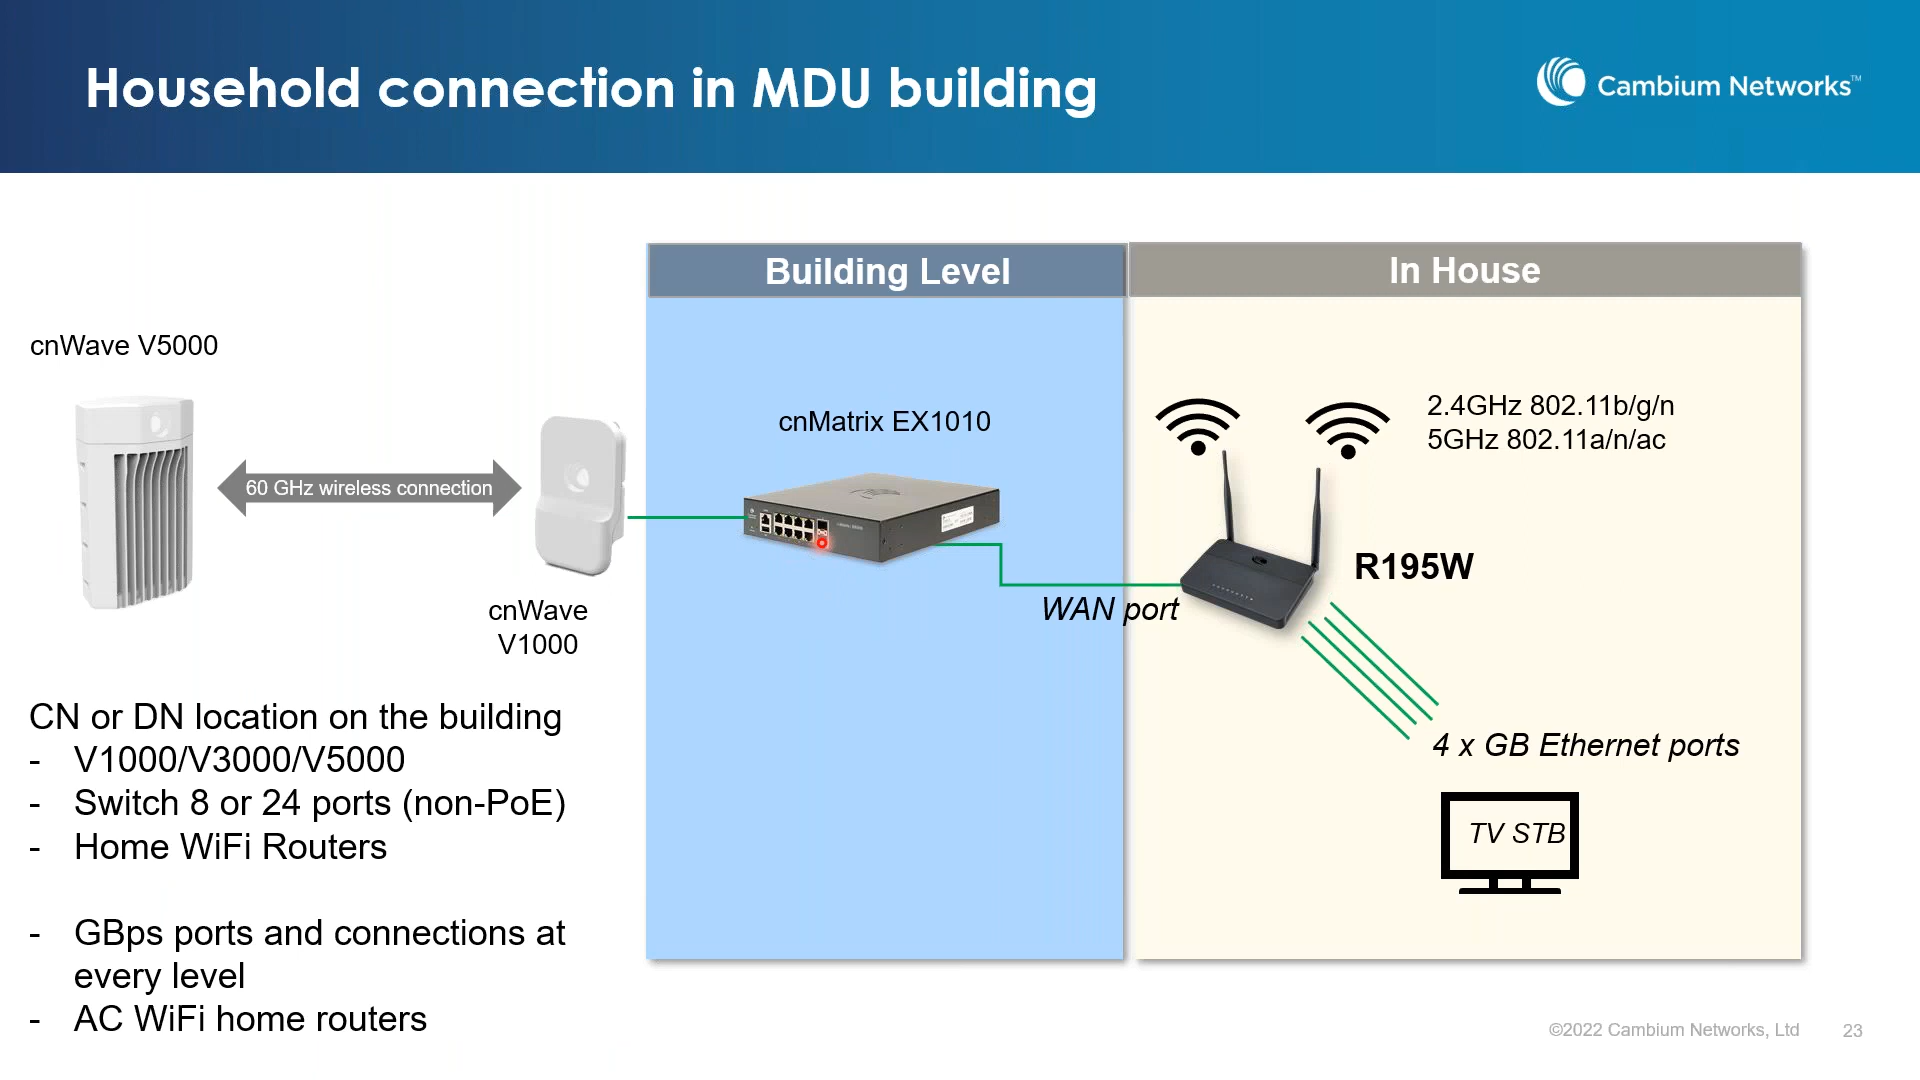 Household connection in MDU building
Cambium Networks™
Building Level
In House
cnWave V5000
60 GHz wireless connection
cnWave
V1000
cnMatrix EX1010
2.4GHz 802.11b/g/n
5GHz 802.11a/n/ac
R195W
WAN port
4 x GB Ethernet ports
TV STB
CN or DN location on the building
- V1000/V3000/V5000
- Switch 8 or 24 ports (non-PoE)
- Home WiFi Routers
- GBps ports and connections at
every level
- AC WiFi home routers
©2022 Cambium Networks, Ltd
23